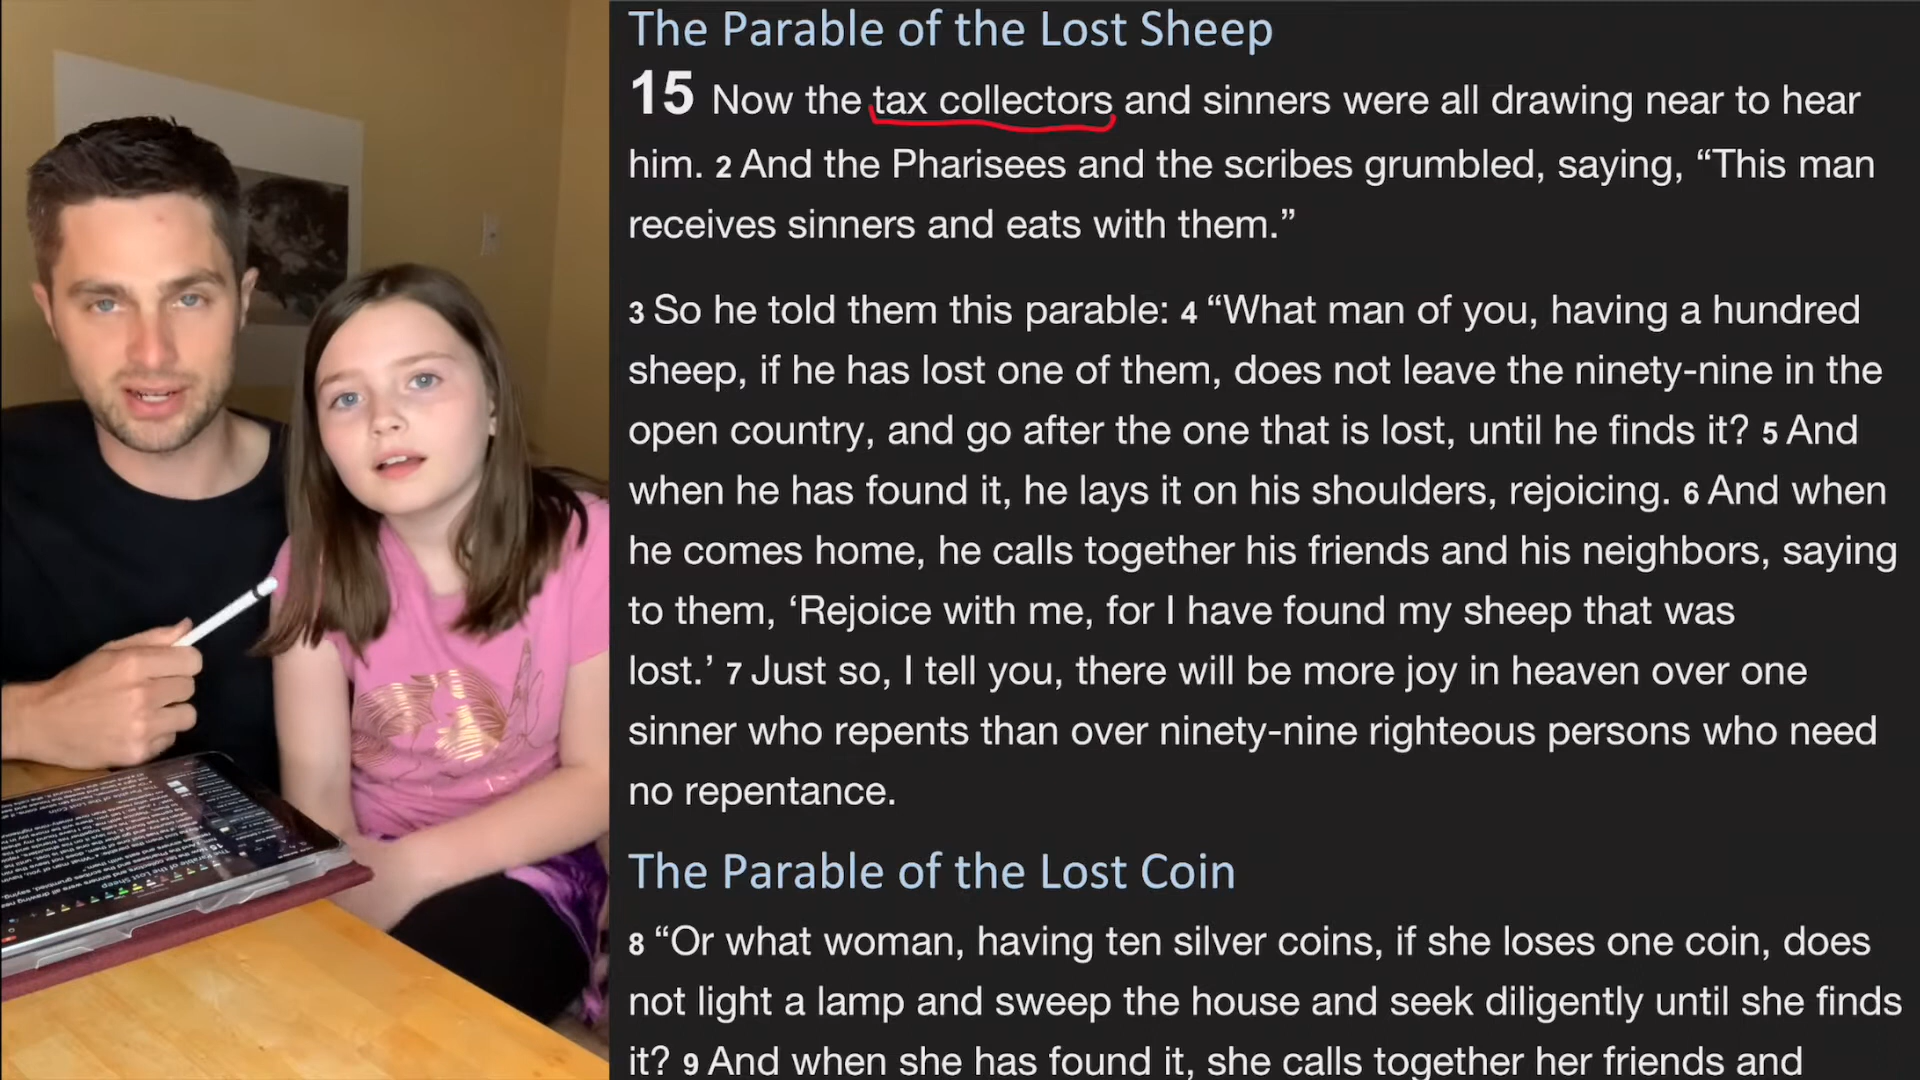 The Parable of the Lost Sheep
15 Now the tax collectors and sinners were all drawing near to hear
him. 2 And the Pharisees and the scribes grumbled, saying, “This man
receives sinners and eats with them.”
3 So he told them this parable: 4 “What man of you, having a hundred
sheep, if he has lost one of them, does not leave the ninety-nine in the
open country, and go after the one that is lost, until he finds it? 5 And
when he has found it, he lays it on his shoulders, rejoicing. 6 And when
he comes home, he calls together his friends and his neighbors, saying
to them, ‘Rejoice with me, for I have found my sheep that was
lost.’ 7 Just so, I tell you, there will be more joy in heaven over one
sinner who repents than over ninety-nine righteous persons who need
no repentance.
The Parable of the Lost Coin
8 “Or what woman, having ten silver coins, if she loses one coin, does
not light a lamp and sweep the house and seek diligently until she finds
it? 9 And when she has found it, she calls together her friends and